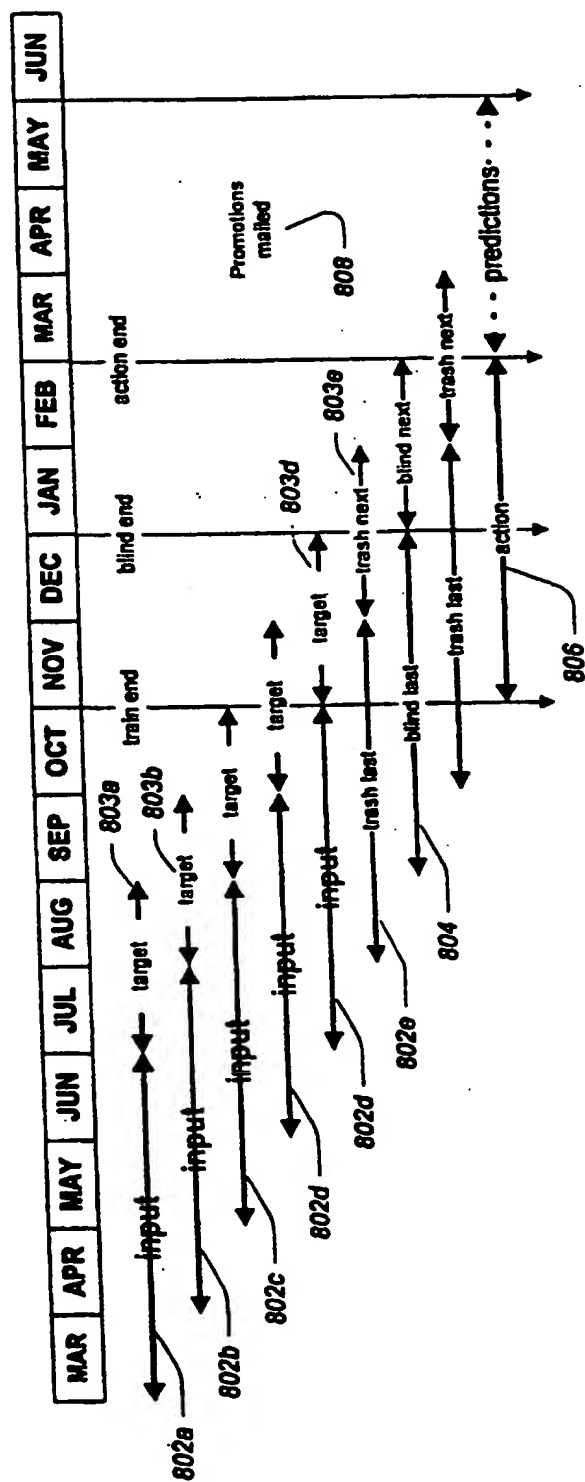 MAR APR MAY JUN JUL AUG SEP OCT NOV DEC JAN FEB MAR APR MAY JUN
train end blind end action end
802a input target 803a
802b input target 803b
802c input target
802d input target
802d input target 803d
802e trash last trash next 803e
804 blind last blind next
trash last trash next
806 action predictions
Promotions
mailed
808